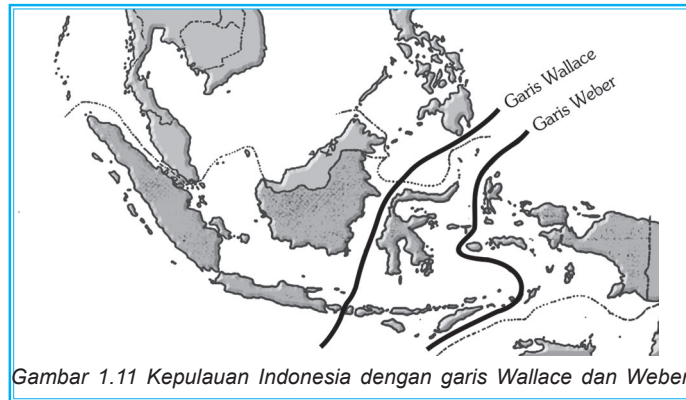 Garis Wallace
Garis Weber
Gambar 1.11 Kepulauan Indonesia dengan garis Wallace dan Weber